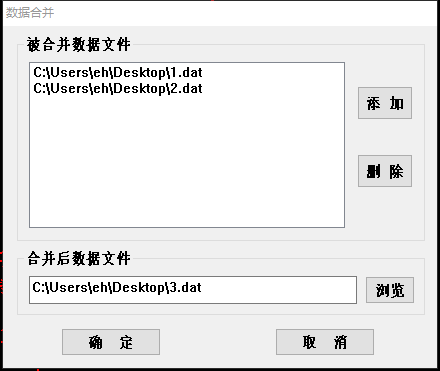 数据合并
被合并数据文件
C:\Users\eh\Desktop\1.dat
C:\Users\eh\Desktop\2.dat
添 加
删 除
合并后数据文件
C:\Users\eh\Desktop\3.dat
浏览
确 定
取 消